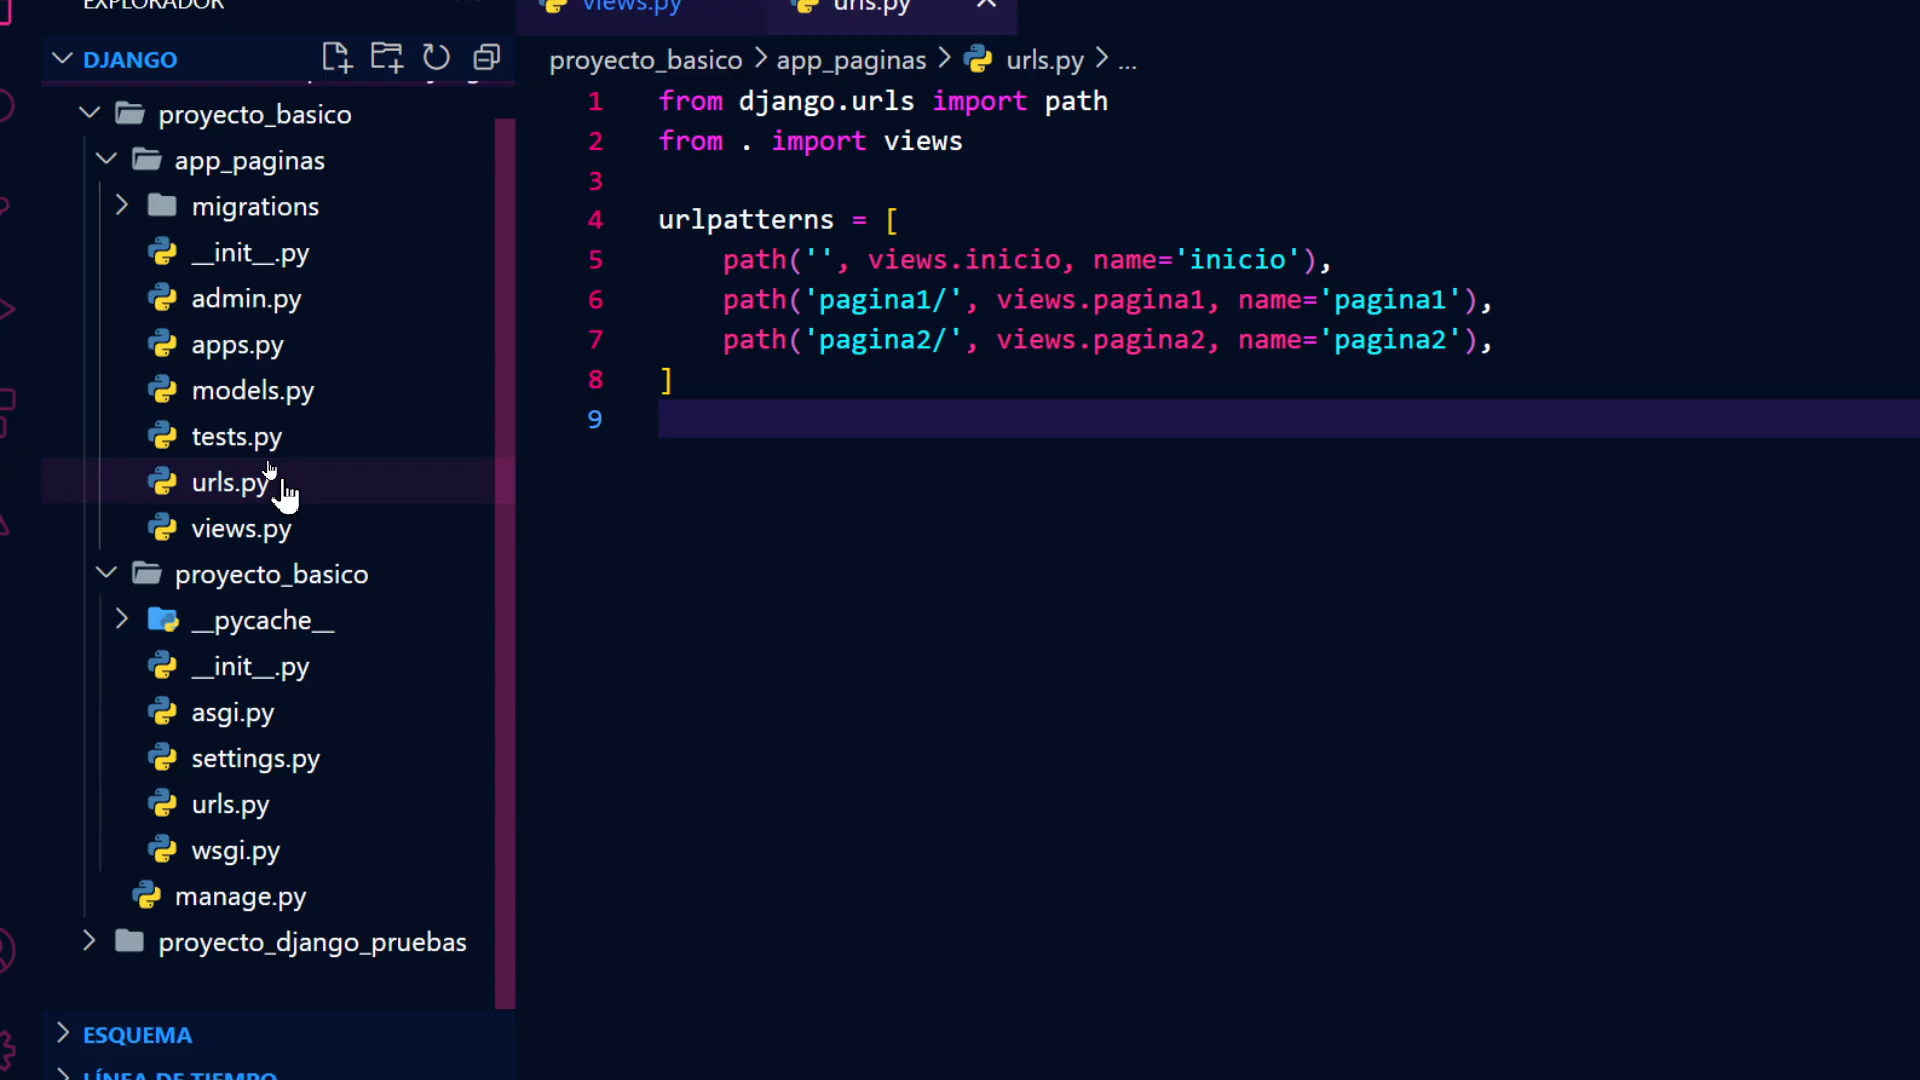 EXPLORADOR
DJANGO
proyecto_basico
app_paginas
migrations
__init__.py
admin.py
apps.py
models.py
tests.py
urls.py
views.py
proyecto_basico
__pycache__
__init__.py
asgi.py
settings.py
urls.py
wsgi.py
manage.py
proyecto_django_pruebas
ESQUEMA
LÍNEA DE TIEMPO
views.py
urls.py
proyecto_basico > app_paginas > urls.py > ...
1 from django.urls import path
2 from . import views
3
4 urlpatterns = [
5 path('', views.inicio, name='inicio'),
6 path('pagina1/', views.pagina1, name='pagina1'),
7 path('pagina2/', views.pagina2, name='pagina2'),
8 ]
9